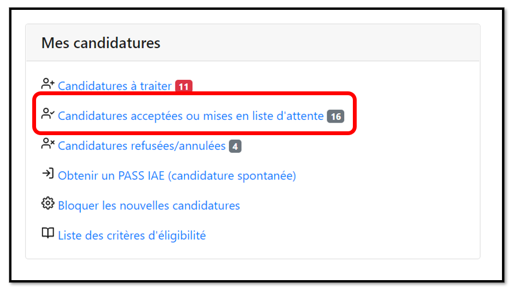 Mes candidatures
Candidatures à traiter 11
Candidatures acceptées ou mises en liste d'attente 16
Candidatures refusées/annulées 4
Obtenir un PASS IAE (candidature spontanée)
Bloquer les nouvelles candidatures
Liste des critères d'éligibilité